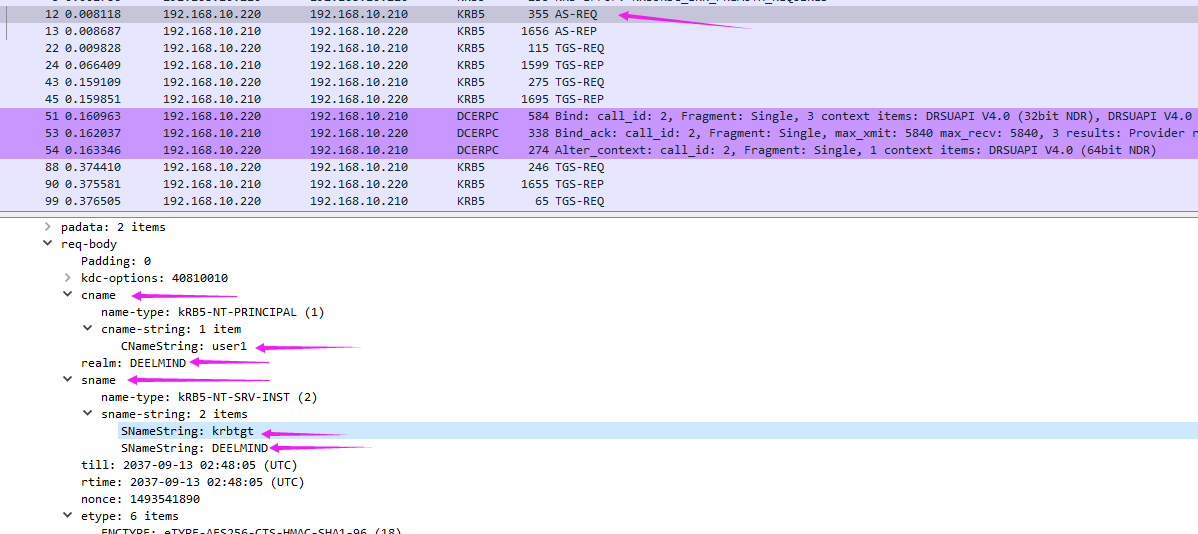 12 0.008118 192.168.10.220 192.168.10.210 KRB5 355 AS-REQ
13 0.008687 192.168.10.210 192.168.10.220 KRB5 1656 AS-REP
22 0.009828 192.168.10.220 192.168.10.210 KRB5 115 TGS-REQ
24 0.066409 192.168.10.210 192.168.10.220 KRB5 1599 TGS-REP
43 0.159109 192.168.10.220 192.168.10.210 KRB5 275 TGS-REQ
45 0.159851 192.168.10.210 192.168.10.220 KRB5 1695 TGS-REP
51 0.160963 192.168.10.220 192.168.10.210 DCERPC 584 Bind: call_id: 2, Fragment: Single, 3 context items: DRSUAPI V4.0 (32bit NDR), DRSUAPI V4.0
53 0.162037 192.168.10.210 192.168.10.220 DCERPC 338 Bind_ack: call_id: 2, Fragment: Single, max_xmit: 5840 max_recv: 5840, 3 results: Provider r
54 0.163346 192.168.10.220 192.168.10.210 DCERPC 274 Alter_context: call_id: 2, Fragment: Single, 1 context items: DRSUAPI V4.0 (64bit NDR)
88 0.374410 192.168.10.220 192.168.10.210 KRB5 246 TGS-REQ
90 0.375581 192.168.10.210 192.168.10.220 KRB5 1655 TGS-REP
99 0.376505 192.168.10.220 192.168.10.210 KRB5 65 TGS-REQ
padata: 2 items
req-body
Padding: 0
kdc-options: 40810010
cname
name-type: kRB5-NT-PRINCIPAL (1)
cname-string: 1 item
CNameString: user1
realm: DEELMIND
sname
name-type: kRB5-NT-SRV-INST (2)
sname-string: 2 items
SNameString: krbtgt
SNameString: DEELMIND
till: 2037-09-13 02:48:05 (UTC)
rtime: 2037-09-13 02:48:05 (UTC)
nonce: 1493541890
etype: 6 items
ENCTYPE: eTYPE-AES256-CTS-HMAC-SHA1-96 (18)